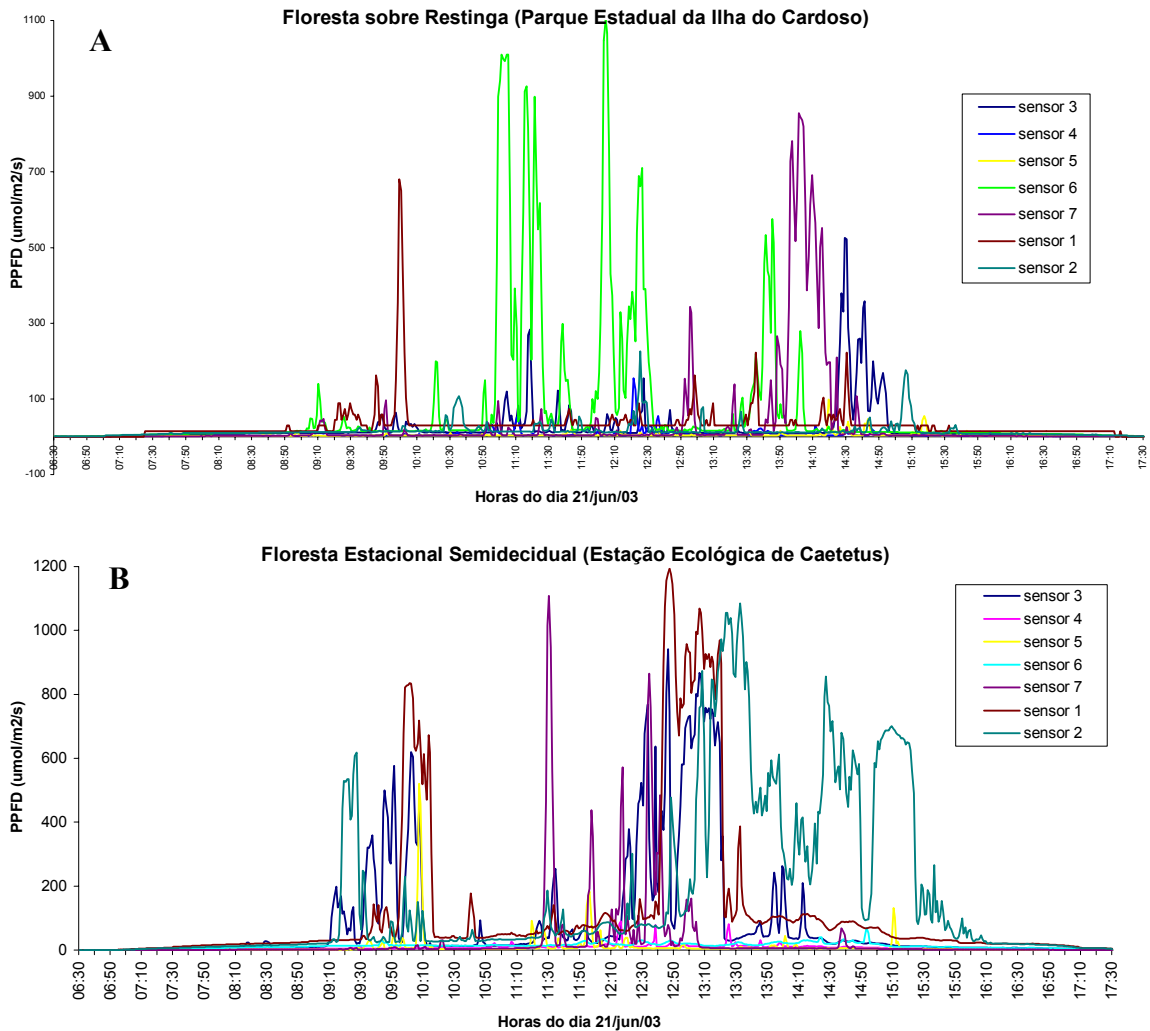 Floresta sobre Restinga (Parque Estadual da Ilha do Cardoso)
A
1100
900
700
500
300
100
-100
PPFD (umol/m2/s)
sensor 3
sensor 4
sensor 5
sensor 6
sensor 7
sensor 1
sensor 2
06:30 06:50 07:10 07:30 07:50 08:10 08:30 08:50 09:10 09:30 09:50 10:10 10:30 10:50 11:10 11:30 11:50 12:10 12:30 12:50 13:10 13:30 13:50 14:10 14:30 14:50 15:10 15:30 15:50 16:10 16:30 16:50 17:10 17:30
Horas do dia 21/jun/03
Floresta Estacional Semidecidual (Estação Ecológica de Caetetus)
B
1200
1000
800
600
400
200
0
PPFD (umol/m2/s)
sensor 3
sensor 4
sensor 5
sensor 6
sensor 7
sensor 1
sensor 2
06:30 06:50 07:10 07:30 07:50 08:10 08:30 08:50 09:10 09:30 09:50 10:10 10:30 10:50 11:10 11:30 11:50 12:10 12:30 12:50 13:10 13:30 13:50 14:10 14:30 14:50 15:10 15:30 15:50 16:10 16:30 16:50 17:10 17:30
Horas do dia 21/jun/03